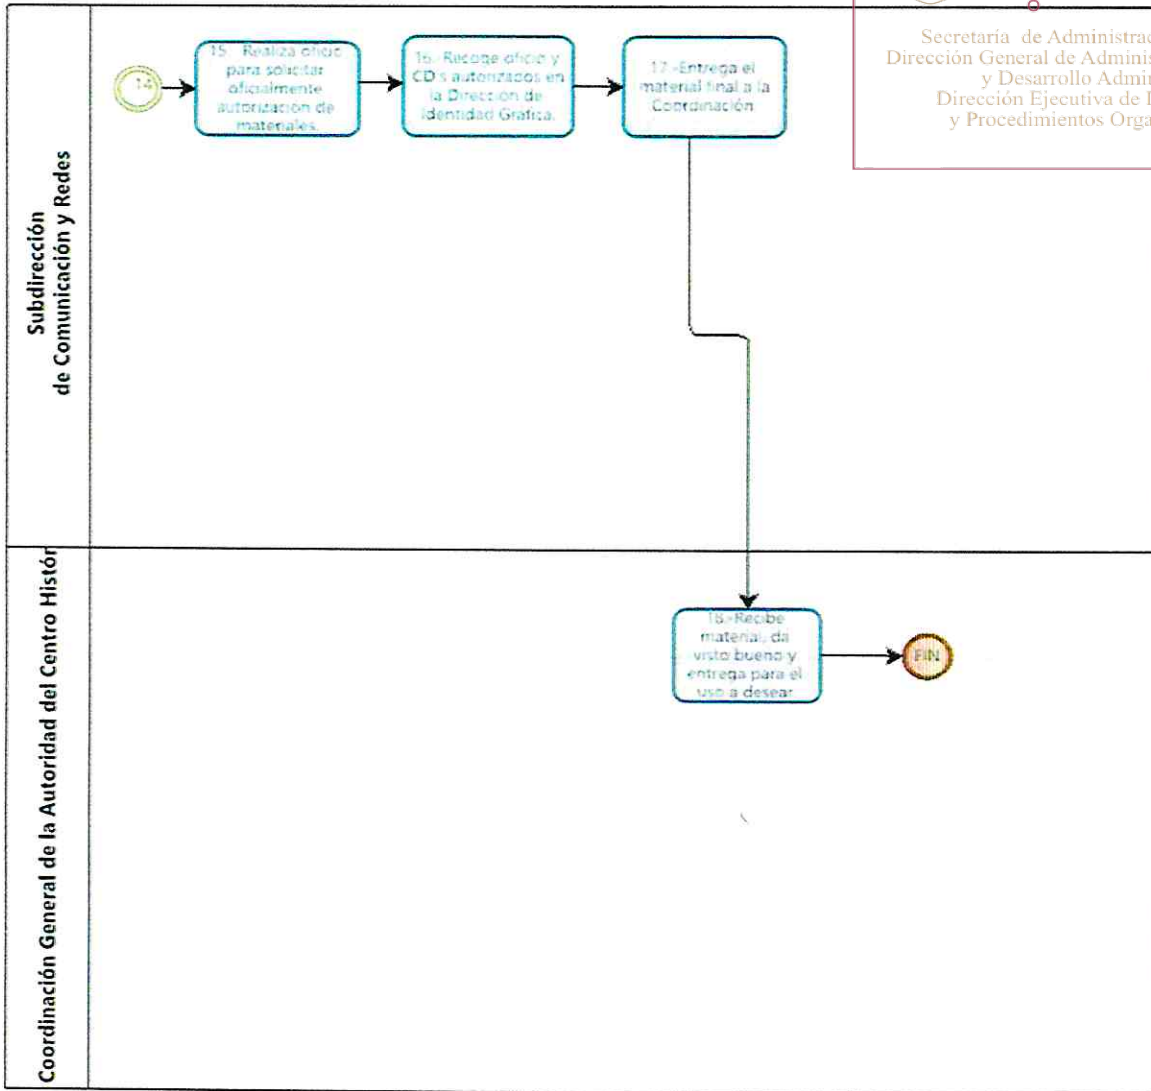 Secretaría de Administrac
Dirección General de Adminis
y Desarrollo Admin
Dirección Ejecutiva de
y Procedimientos Orga
Subdirección
de Comunicación y Redes
14
15.- Realiza oficio
para solicitar
oficialmente
autorización de
materiales.
16.-Recoge oficio y
CD's autorizados en
la Dirección de
Identidad Gráfica.
17.-Entrega el
material final a la
Coordinación
Coordinación General de la Autoridad del Centro Histór
18.-Recibe
material, da
visto bueno y
entrega para el
uso a desear
FIN